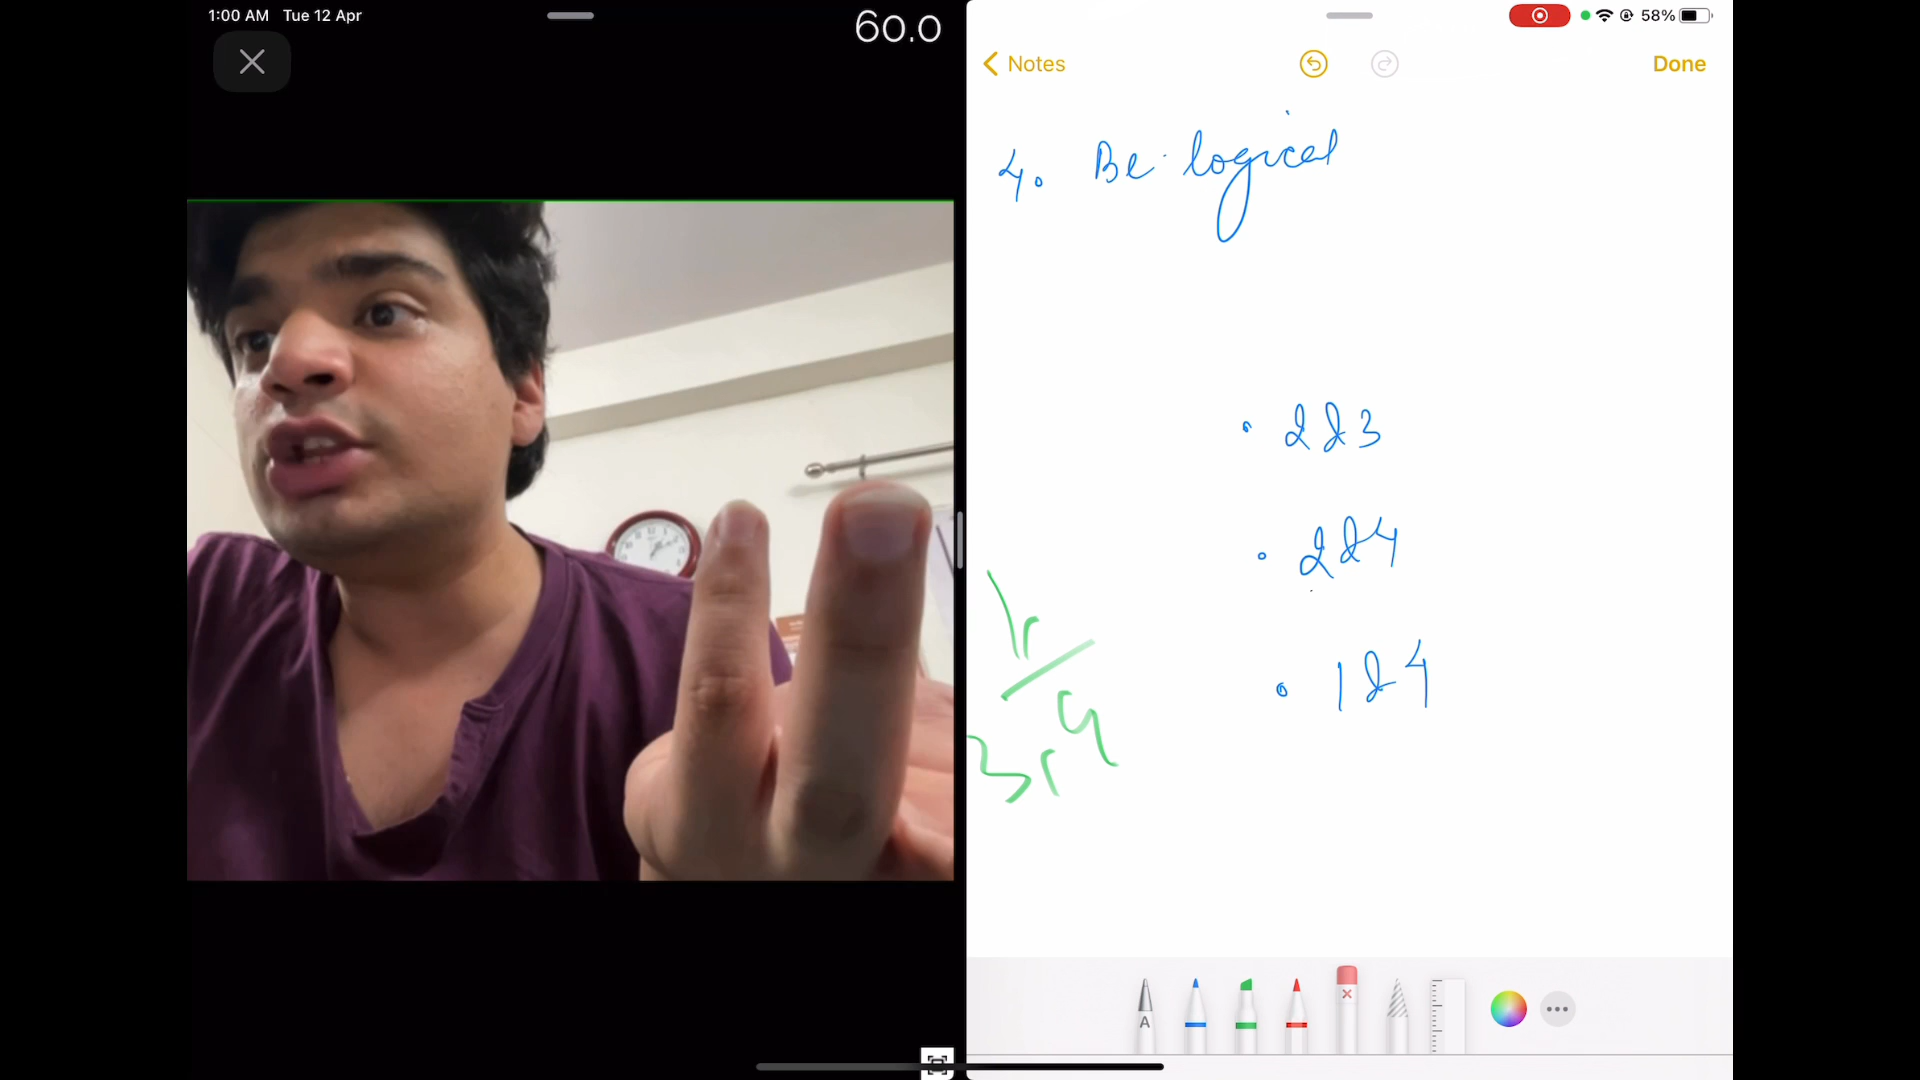 1:00 AM Tue 12 Apr
60.0
58%
Notes
Done
4. Be logical
• 2 & 3
• 2 & 4
• 1 & 4
A